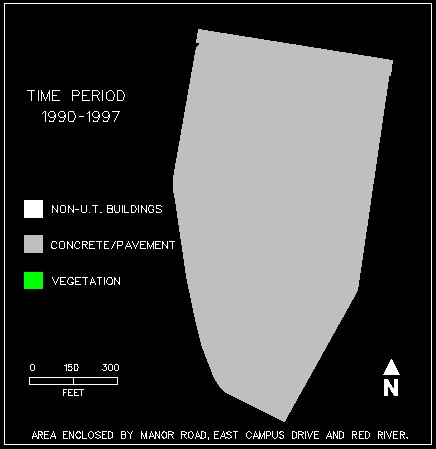 TIME PERIOD
1990-1997
NON-U.T. BUILDINGS
CONCRETE/PAVEMENT
VEGETATION
0 150 300
FEET
N
AREA ENCLOSED BY MANOR ROAD, EAST CAMPUS DRIVE AND RED RIVER.